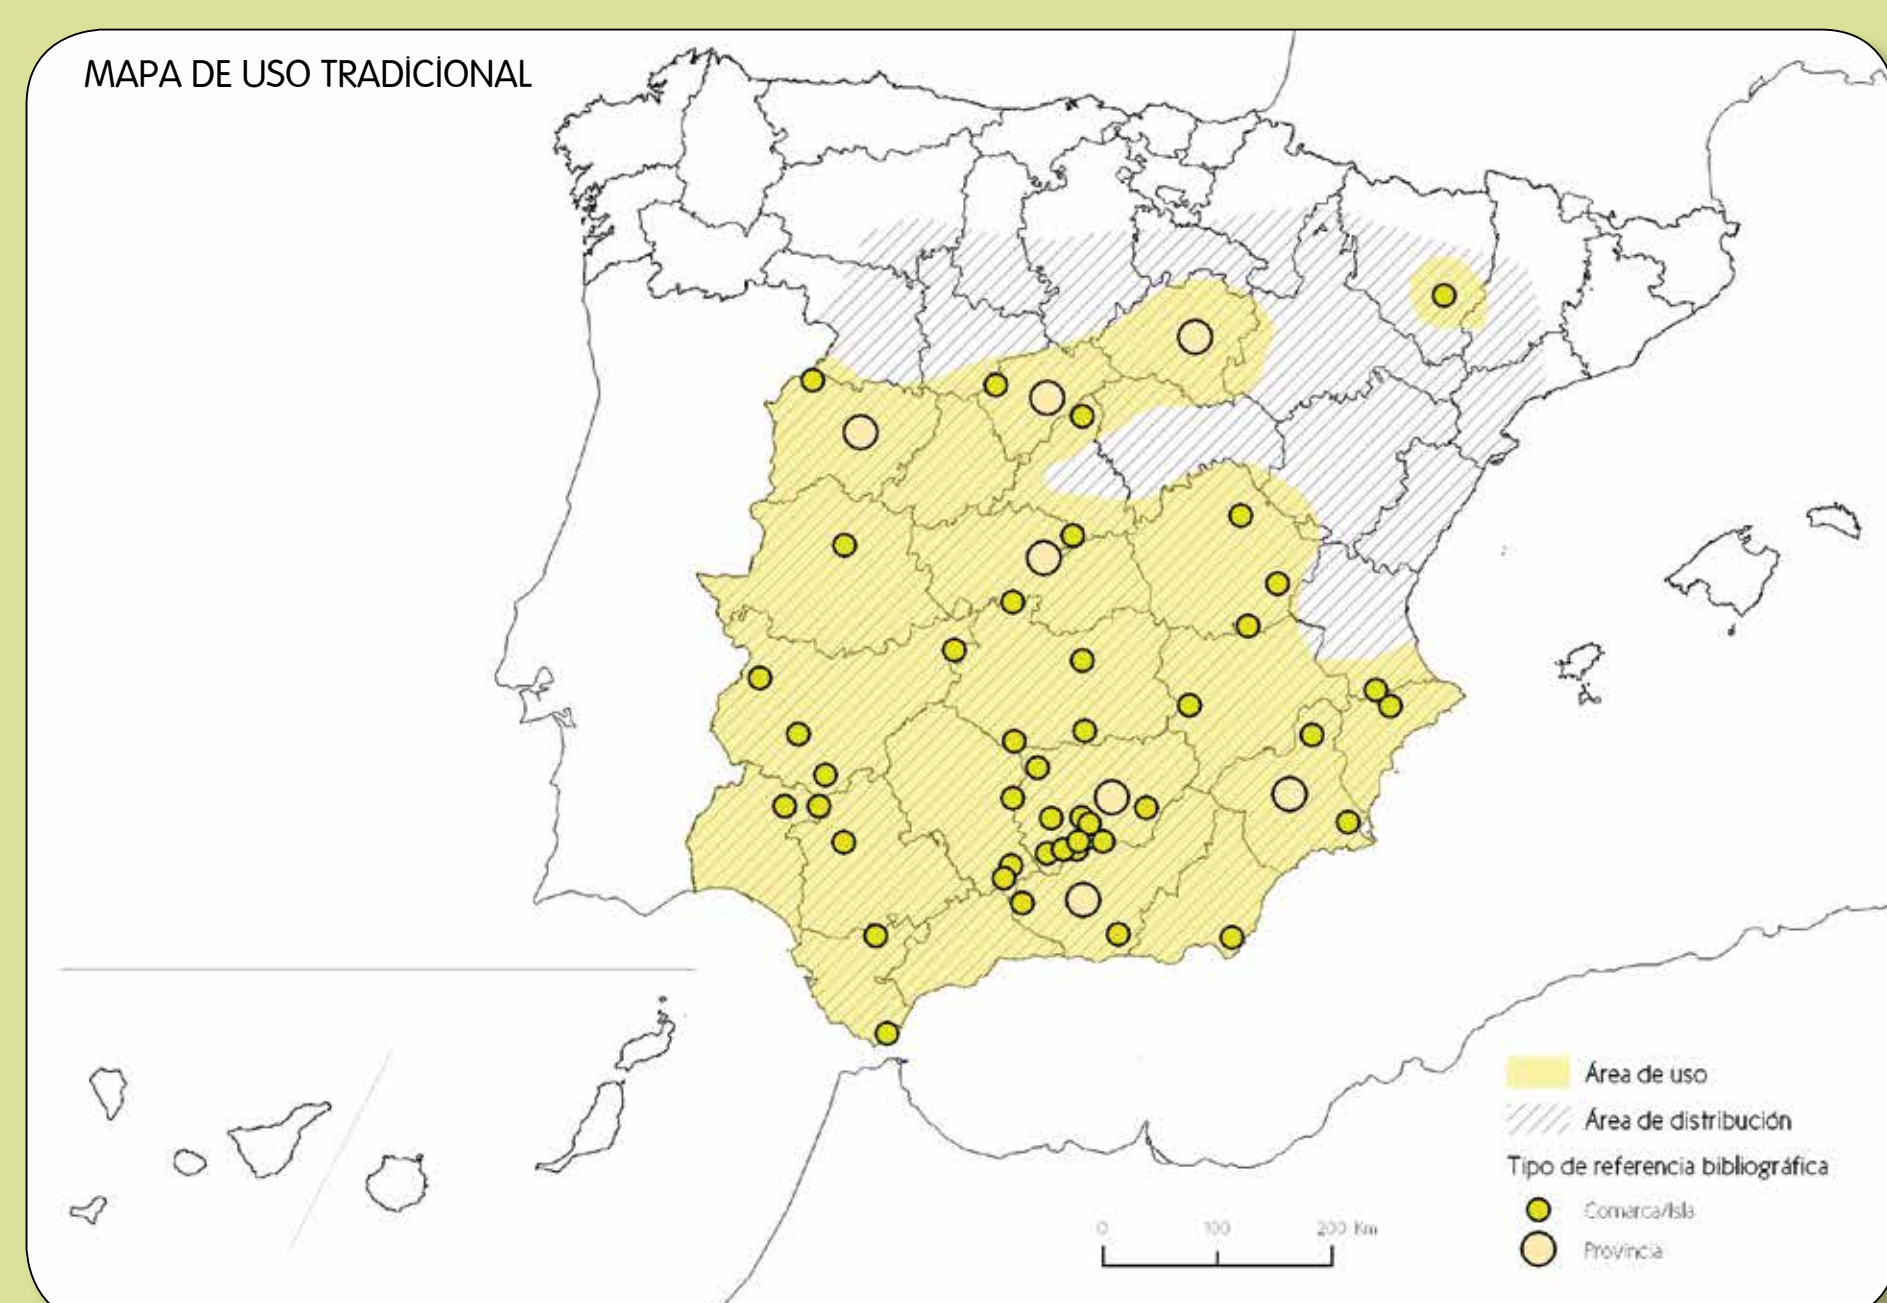 MAPA DE USO TRADICIONAL
Área de uso
Área de distribución
Tipo de referencia bibliográfica
Comarca/Isla
Provincia
0 100 200 Km